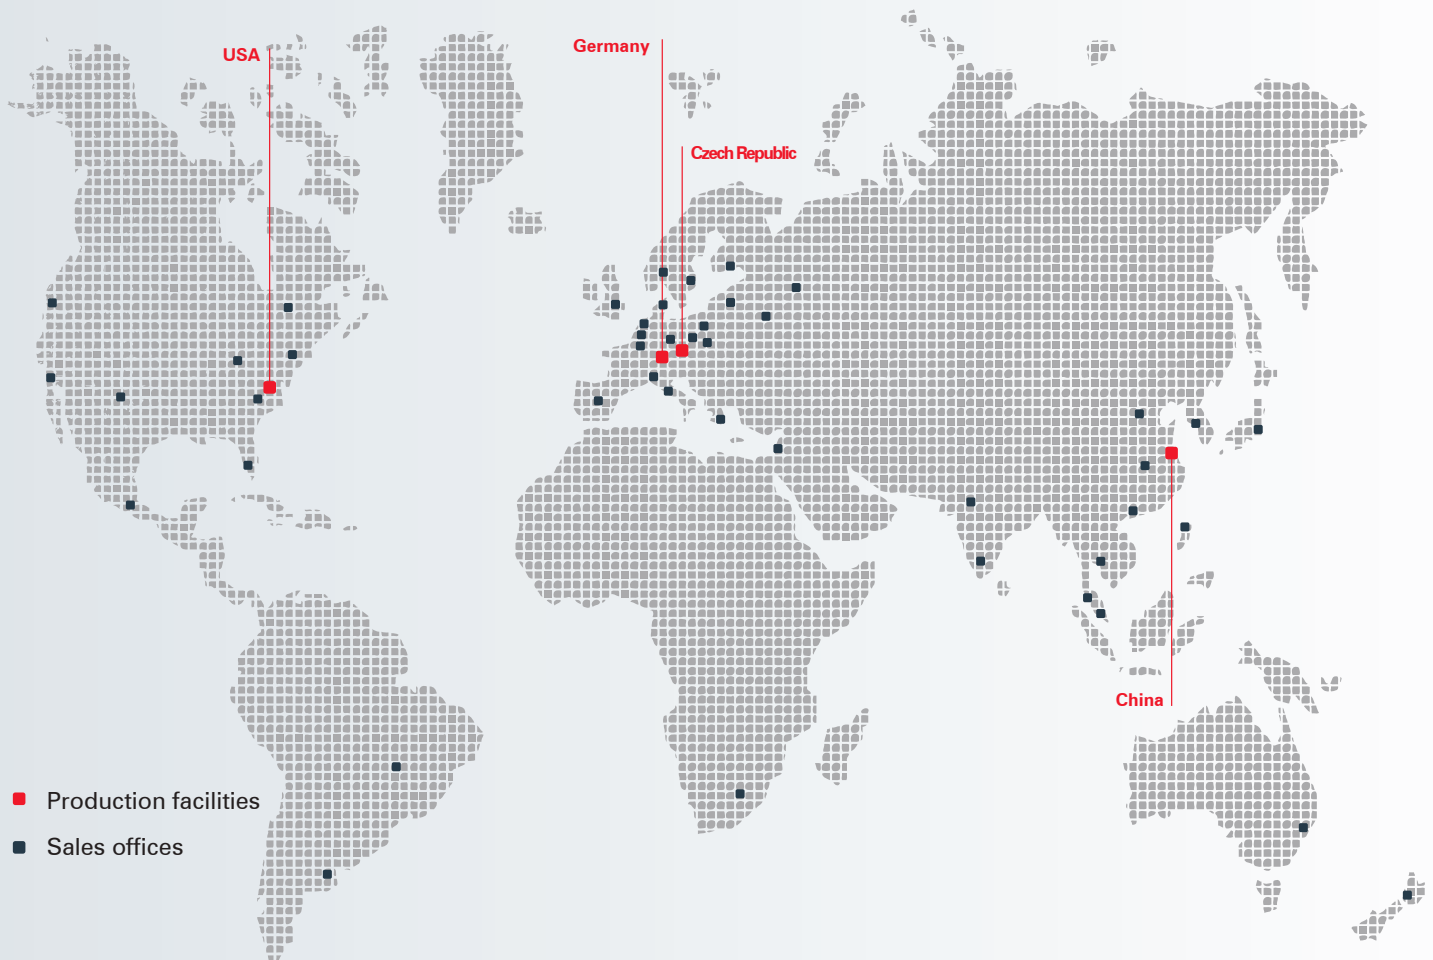 USA
Germany
Czech Republic
China
Production facilities
Sales offices